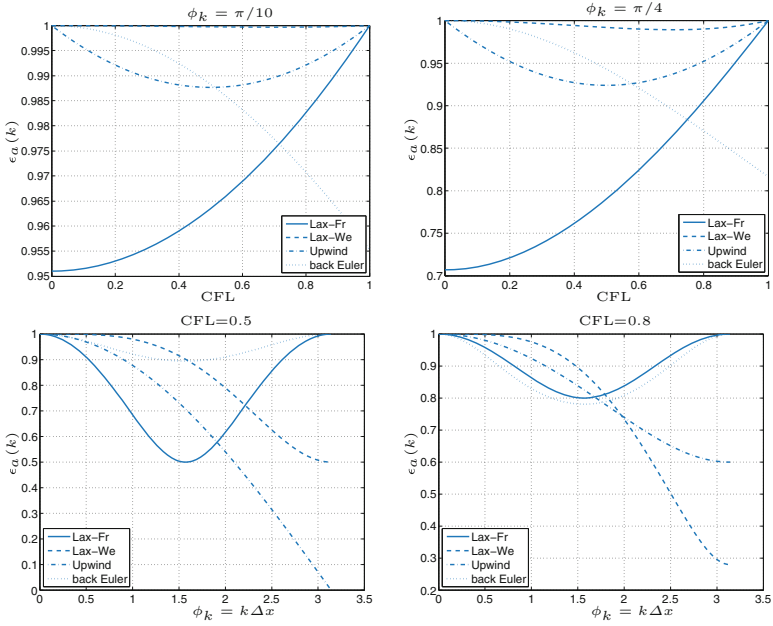 ϕ_k = π/10
1
0.995
0.99
0.985
0.98
0.975
0.97
0.965
0.96
0.955
0.95
ϵ_a(k)
0 0.2 0.4 0.6 0.8 1
CFL
Lax−Fr
Lax−We
Upwind
back Euler
ϕ_k = π/4
1
0.95
0.9
0.85
0.8
0.75
0.7
ϵ_a(k)
0 0.2 0.4 0.6 0.8 1
CFL
Lax−Fr
Lax−We
Upwind
back Euler
CFL=0.5
1
0.9
0.8
0.7
0.6
0.5
0.4
0.3
0.2
0.1
0
ϵ_a(k)
0 0.5 1 1.5 2 2.5 3 3.5
ϕ_k = kΔx
Lax−Fr
Lax−We
Upwind
back Euler
CFL=0.8
1
0.9
0.8
0.7
0.6
0.5
0.4
0.3
0.2
ϵ_a(k)
0 0.5 1 1.5 2 2.5 3 3.5
ϕ_k = kΔx
Lax−Fr
Lax−We
Upwind
back Euler